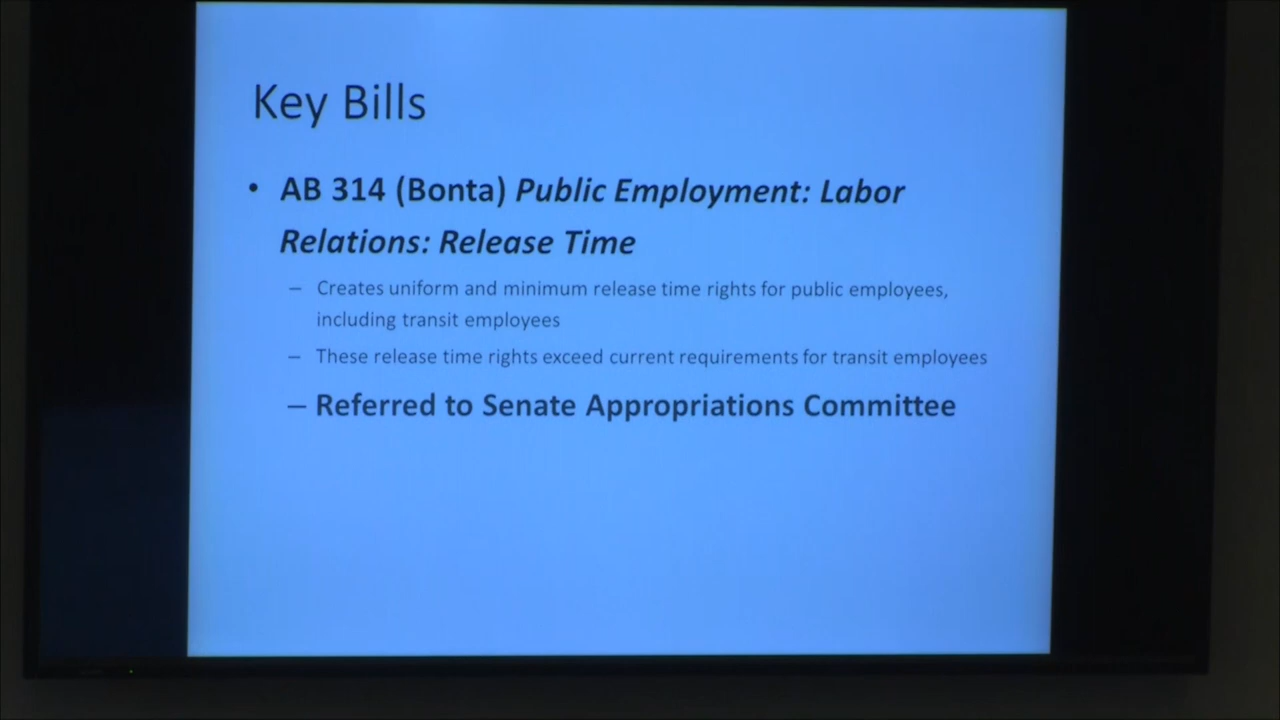 Key Bills
• AB 314 (Bonta) Public Employment: Labor
Relations: Release Time
– Creates uniform and minimum release time rights for public employees,
including transit employees
– These release time rights exceed current requirements for transit employees
– Referred to Senate Appropriations Committee